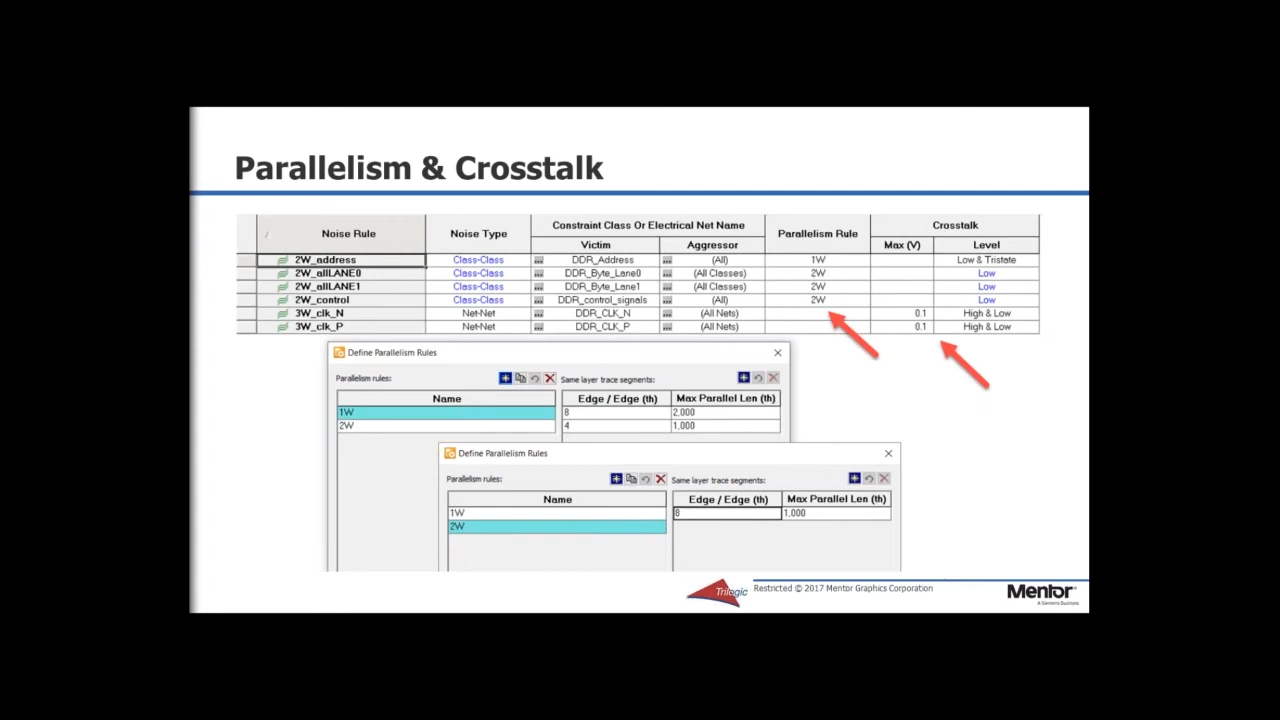 Parallelism & Crosstalk
/ Noise Rule Noise Type Constraint Class Or Electrical Net Name Parallelism Rule Crosstalk
Victim Aggressor Max (V) Level
2W_address Class-Class DDR_Address (All) 1W Low & Tristate
2W_allLANE0 Class-Class DDR_Byte_Lane0 (All Classes) 2W Low
2W_allLANE1 Class-Class DDR_Byte_Lane1 (All Classes) 2W Low
2W_control Class-Class DDR_control_signals (All) 2W Low
3W_clk_N Net-Net DDR_CLK_N (All Nets) 0.1 High & Low
3W_clk_P Net-Net DDR_CLK_P (All Nets) 0.1 High & Low
Define Parallelism Rules
Parallelism rules: Same layer trace segments:
Name Edge / Edge (th) Max Parallel Len (th)
1W 8 2,000
2W 4 1,000
Define Parallelism Rules
Parallelism rules: Same layer trace segments:
Name Edge / Edge (th) Max Parallel Len (th)
1W 8 1,000
2W
Trilogic Restricted © 2017 Mentor Graphics Corporation Mentor®
A Siemens Business